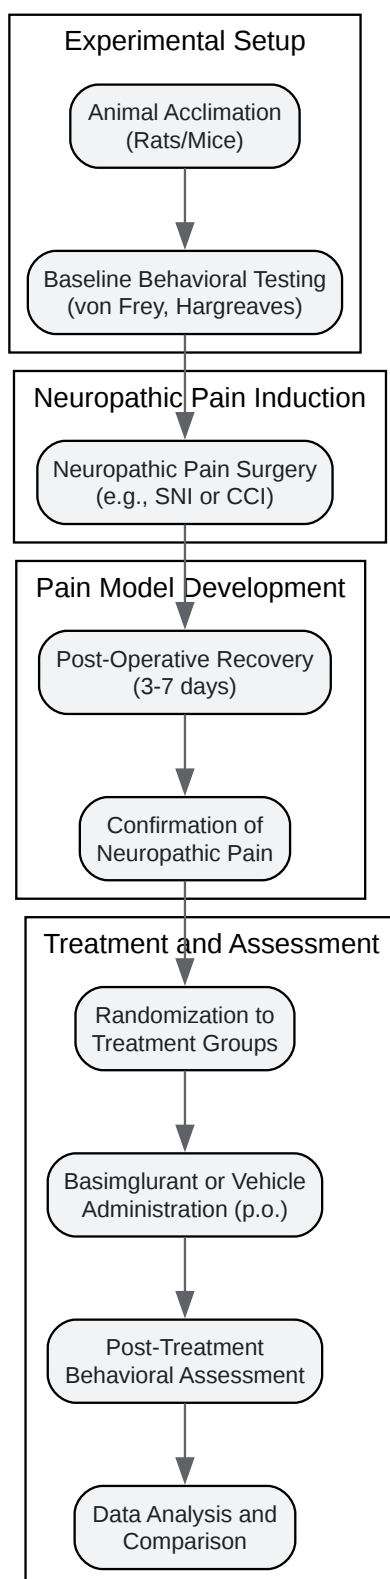 Experimental Setup
Animal Acclimation
(Rats/Mice)
Baseline Behavioral Testing
(von Frey, Hargreaves)
Neuropathic Pain Induction
Neuropathic Pain Surgery
(e.g., SNI or CCI)
Pain Model Development
Post-Operative Recovery
(3-7 days)
Confirmation of
Neuropathic Pain
Treatment and Assessment
Randomization to
Treatment Groups
Basimglurant or Vehicle
Administration (p.o.)
Post-Treatment
Behavioral Assessment
Data Analysis and
Comparison